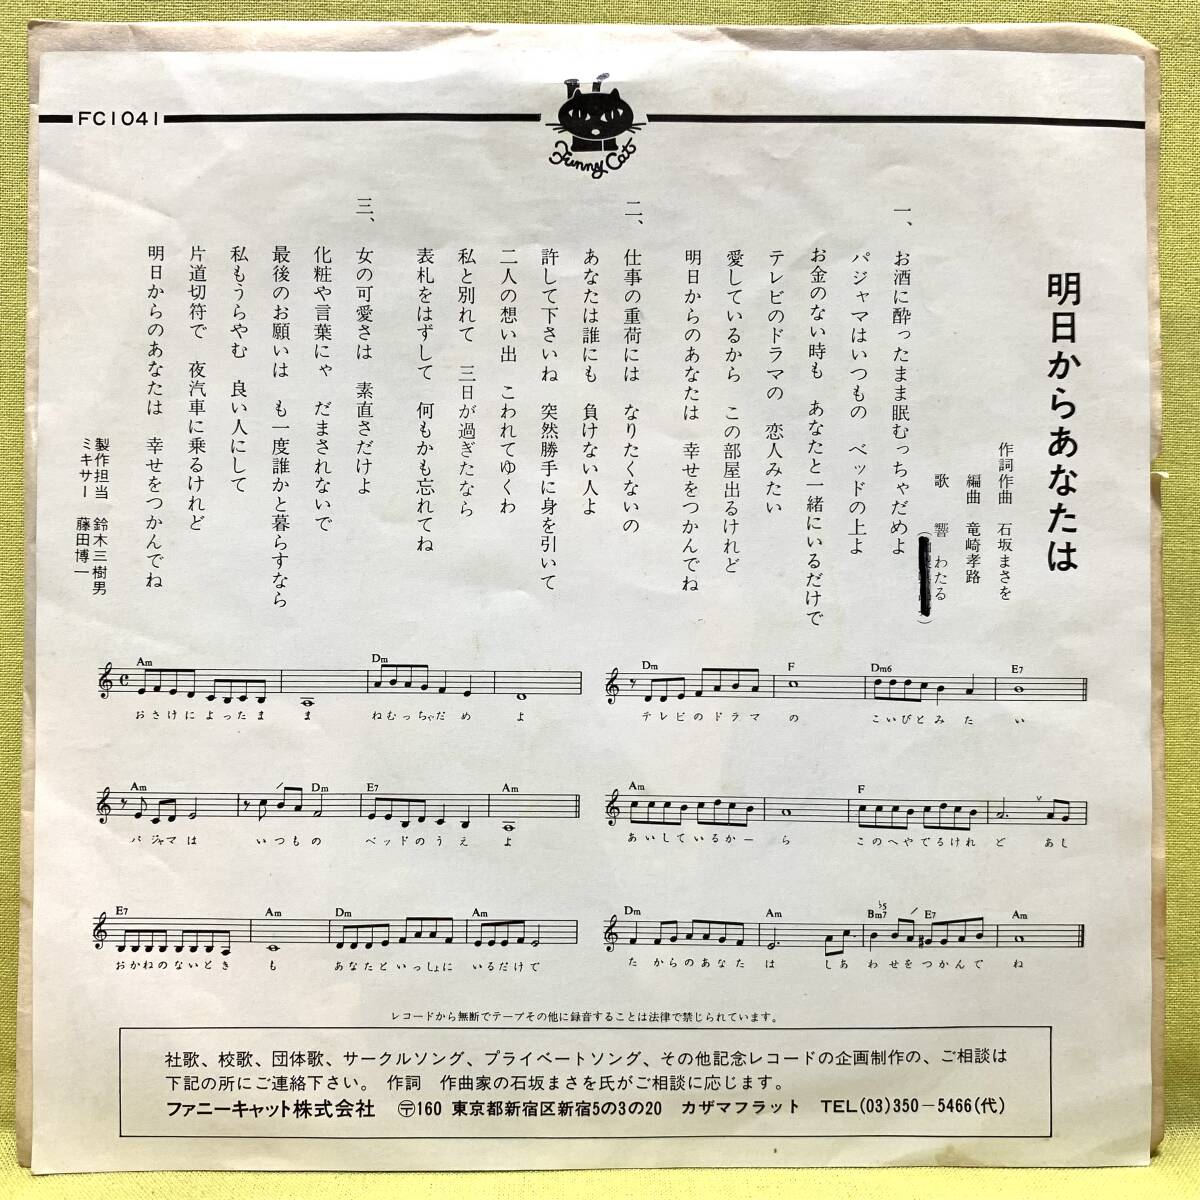 FC1041
Funny Cat
明日からあなたは
作詞作曲　石坂まさを
編曲　竜崎孝路
歌　響　わたる
一、お酒に酔ったまま眠むっちゃだめよ
パジャマはいつもの　ベッドの上よ
お金のない時も　あなたと一緒にいるだけで
テレビのドラマの　恋人みたい
愛しているから　この部屋出るけれど
明日からのあなたは　幸せをつかんでね
二、仕事の重荷には　なりたくないの
あなたは誰にも　負けない人よ
許して下さいね　突然勝手に身を引いて
二人の想い出　こわれてゆくわ
私と別れて　三日が過ぎたなら
表札をはずして　何もかも忘れてね
三、女の可愛さは　素直さだけよ
化粧や言葉にゃ　だまされないで
最後のお願いは　も一度誰かと暮らすなら
私もうらやむ　良い人にして
片道切符で　夜汽車に乗るけれど
明日からのあなたは　幸せをつかんでね
製作担当　鈴木三樹男
ミキサー　藤田博一
Am Dm
おさけによったま ま ねむっちゃだめ よ
Am Dm E7 Am
パジャマは いつもの ベッドのうえ よ
E7 Am Dm Am
おかねのないとき も あなたといっしょに いるだけで
Dm F Dm6 E7
テレビのドラマ の こいびとみた い
Am F
あいしているかー ら このへやでるけれ ど あし
Dm Am Bm7♭5 E7 Am
た からのあなた は しあ わせをつかんで ね
レコードから無断でテープその他に録音することは法律で禁じられています。
社歌、校歌、団体歌、サークルソング、プライベートソング、その他記念レコードの企画制作の、ご相談は
下記の所にご連絡下さい。 作詞　作曲家の石坂まさを氏がご相談に応じます。
ファニーキャット株式会社　〒160 東京都新宿区新宿5の3の20　カザマフラット　TEL(03)350-5466(代)